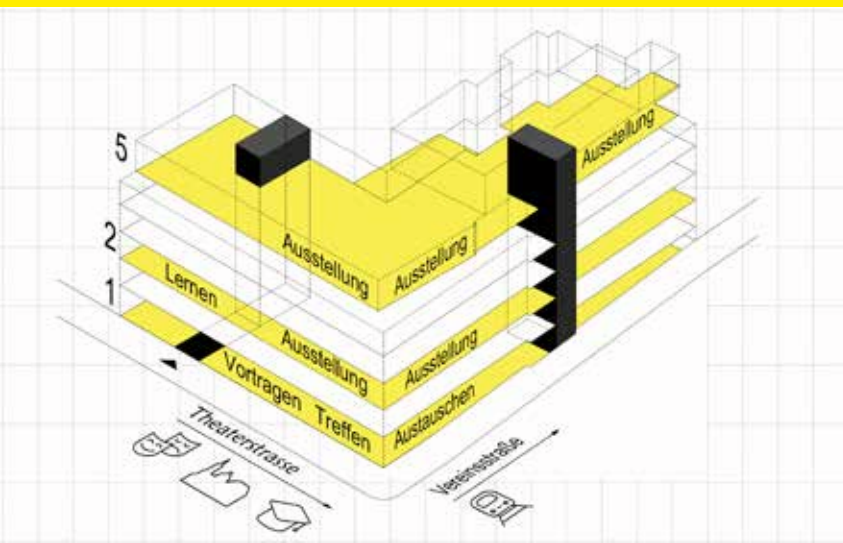 5
Ausstellung
Ausstellung
Ausstellung
2
Lernen
Ausstellung
Ausstellung
1
Vortragen Treffen
Austauschen
Theaterstrasse
Vereinsstraße